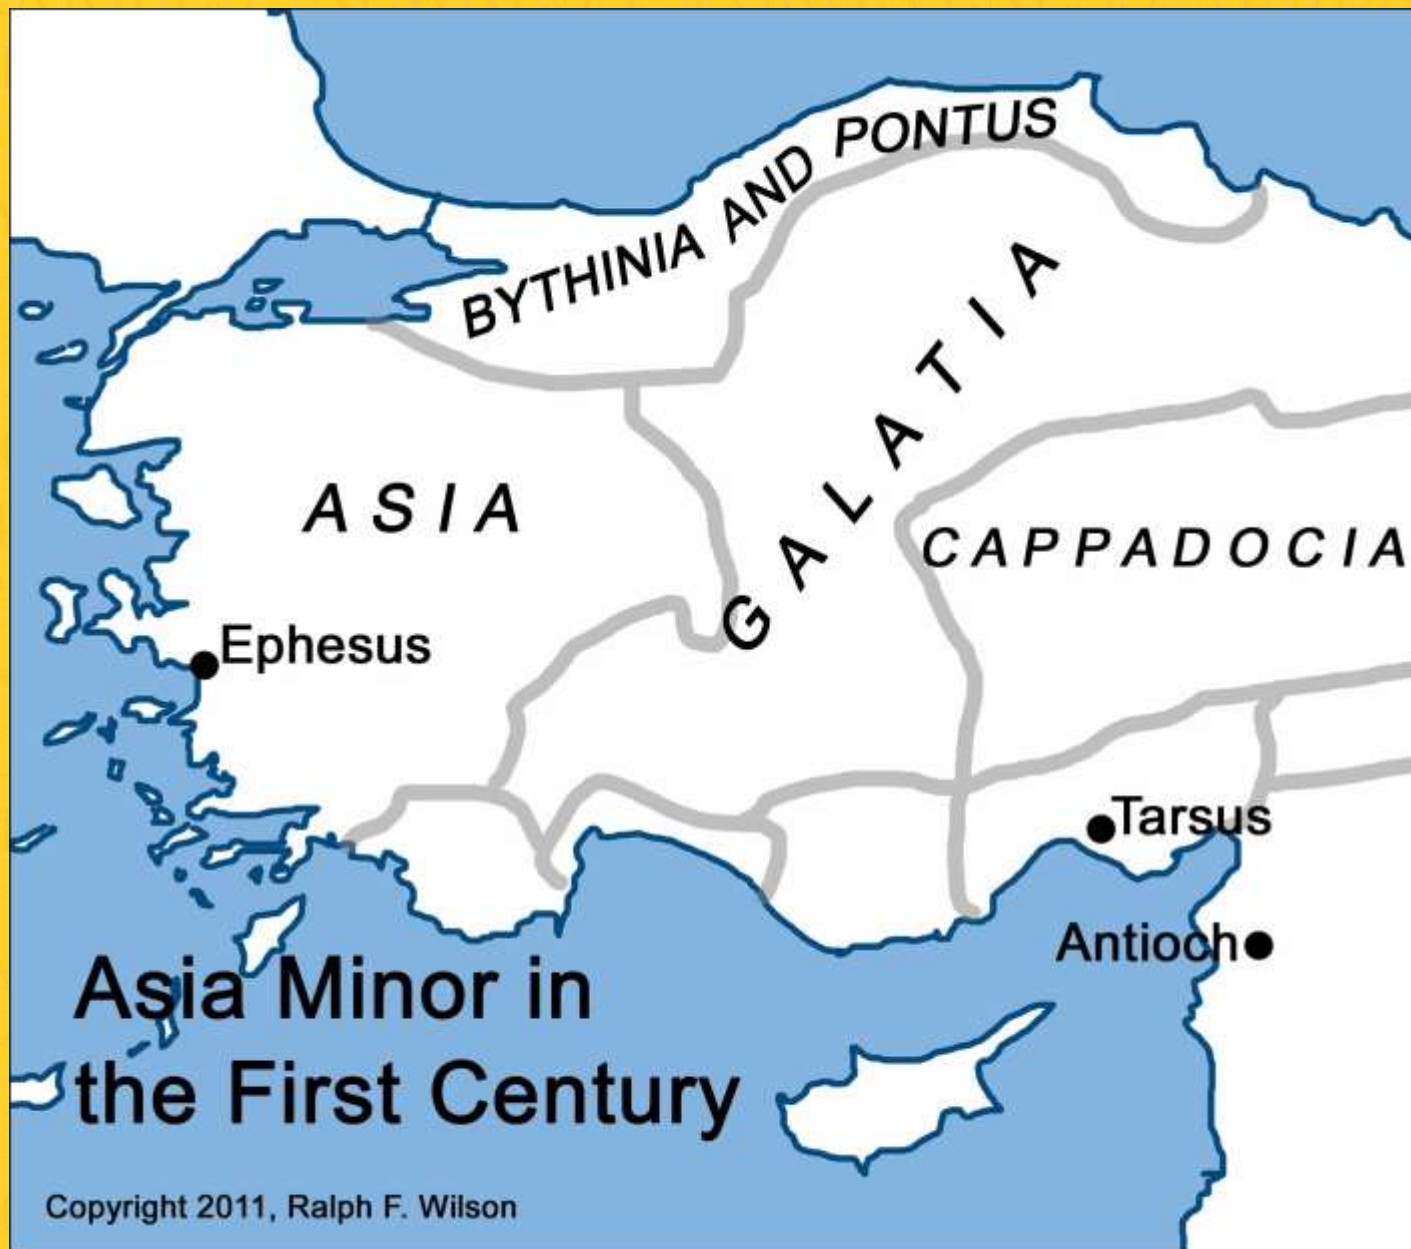 BYTHINIA AND PONTUS
GALATIA
ASIA
CAPPADOCIA
Ephesus
Tarsus
Antioch
Asia Minor in
the First Century
Copyright 2011, Ralph F. Wilson